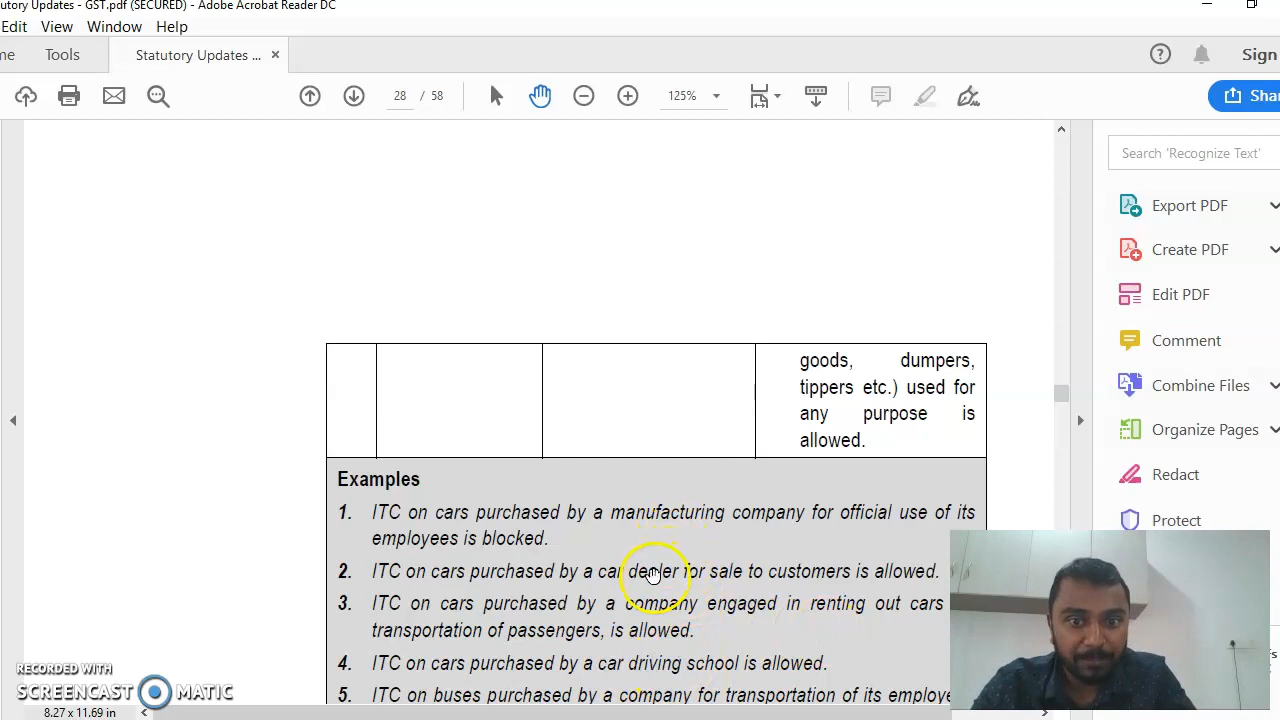 tutory Updates - GST.pdf (SECURED) - Adobe Acrobat Reader DC
Edit View Window Help
me Tools Statutory Updates ... × Sign
28 / 58 125% Shar
Search 'Recognize Text'
Export PDF
Create PDF
Edit PDF
Comment
Combine Files
Organize Pages
Redact
Protect
goods, dumpers,
tippers etc.) used for
any purpose is
allowed.
Examples
1. ITC on cars purchased by a manufacturing company for official use of its
employees is blocked.
2. ITC on cars purchased by a car dealer for sale to customers is allowed.
3. ITC on cars purchased by a company engaged in renting out cars
transportation of passengers, is allowed.
4. ITC on cars purchased by a car driving school is allowed.
5. ITC on buses purchased by a company for transportation of its employe
RECORDED WITH
SCREENCAST MATIC
8.27 x 11.69 in